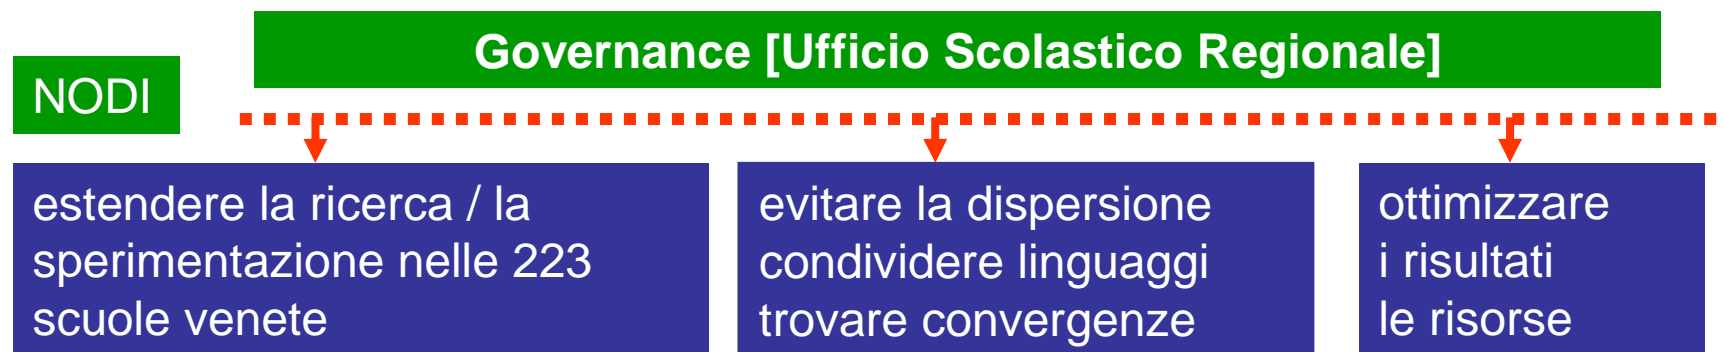 Governance [Ufficio Scolastico Regionale]
NODI
estendere la ricerca / la
sperimentazione nelle 223
scuole venete
evitare la dispersione
condividere linguaggi
trovare convergenze
ottimizzare
i risultati
le risorse